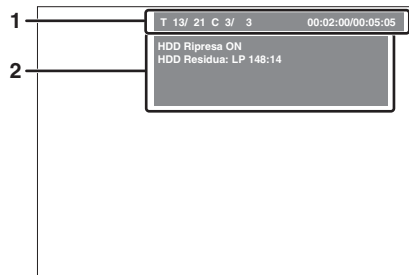 1
T 13/ 21 C 3/ 3 00:02:00/00:05:05
HDD Ripresa ON
HDD Residua: LP 148:14
2